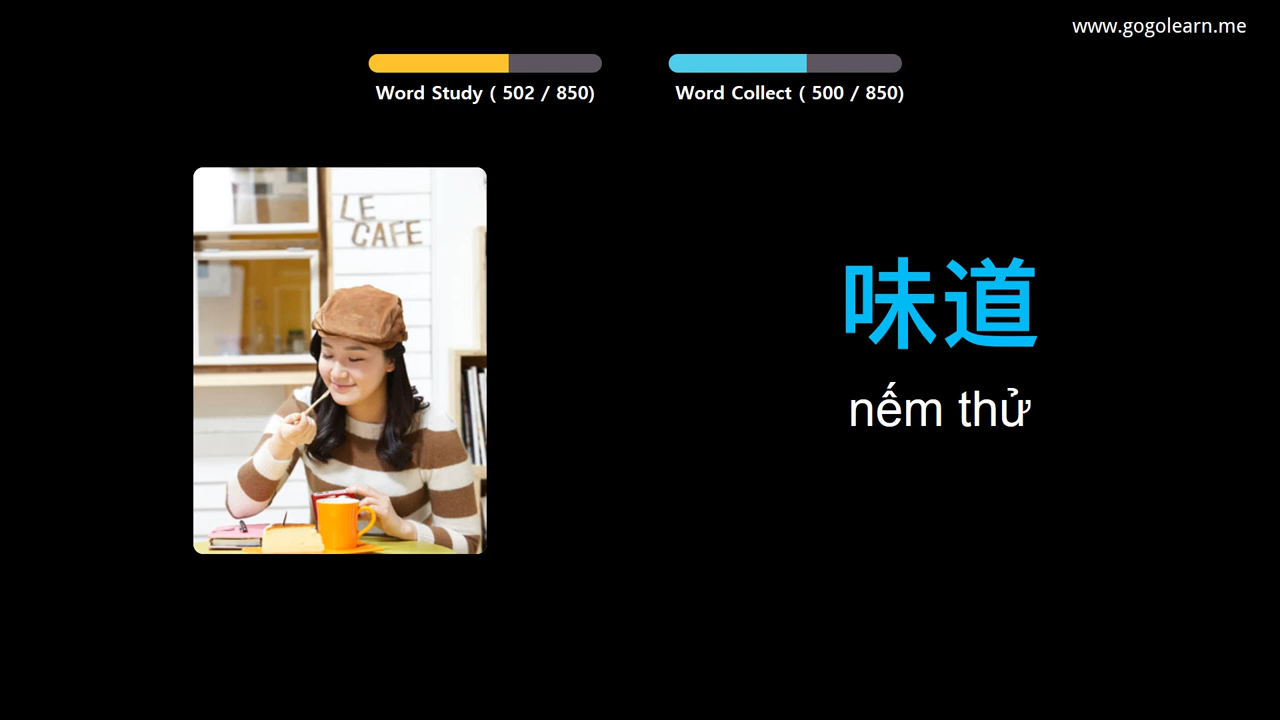 www.gogolearn.me
Word Study ( 502 / 850)
Word Collect ( 500 / 850)
LE
CAFE
味道
nếm thử